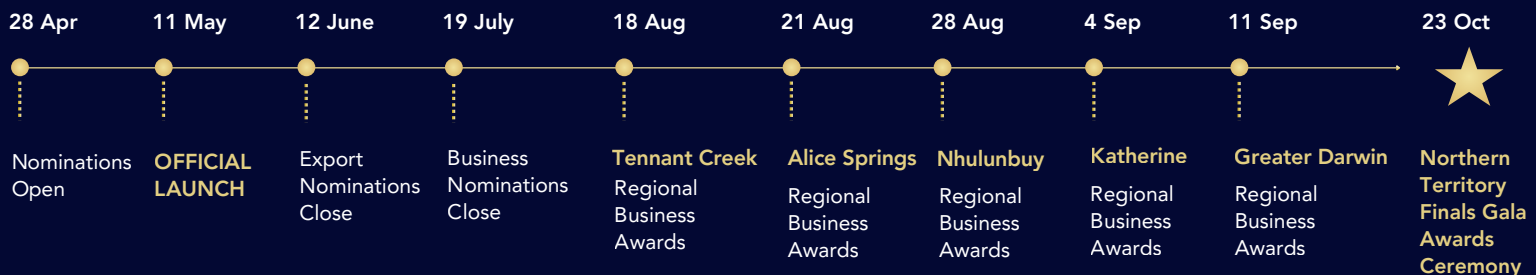 28 Apr
11 May
12 June
19 July
18 Aug
21 Aug
28 Aug
4 Sep
11 Sep
23 Oct
Nominations
Open
OFFICIAL
LAUNCH
Export
Nominations
Close
Business
Nominations
Close
Tennant Creek
Regional
Business
Awards
Alice Springs
Regional
Business
Awards
Nhulunbuy
Regional
Business
Awards
Katherine
Regional
Business
Awards
Greater Darwin
Regional
Business
Awards
Northern
Territory
Finals Gala
Awards
Ceremony